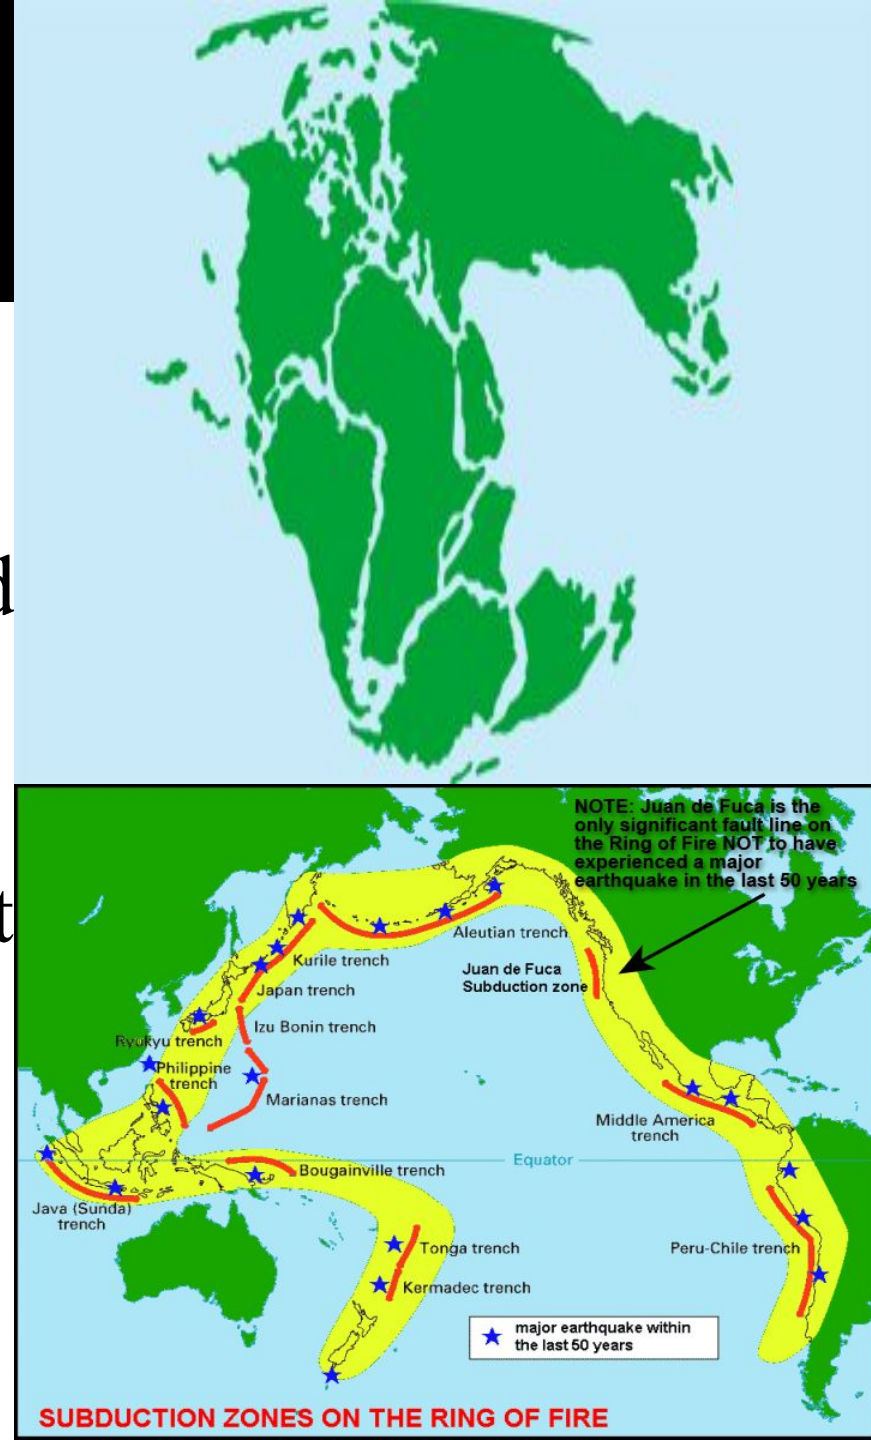 d
t
NOTE: Juan de Fuca is the
only significant fault line on
the Ring of Fire NOT to have
experienced a major
earthquake in the last 50 years
Aleutian trench
Kurile trench
Juan de Fuca
Subduction zone
Japan trench
Izu Bonin trench
Ryukyu trench
Philippine
trench
Marianas trench
Middle America
trench
Equator
Bougainville trench
Java (Sunda)
trench
Tonga trench
Peru-Chile trench
Kermadec trench
major earthquake within
the last 50 years
SUBDUCTION ZONES ON THE RING OF FIRE